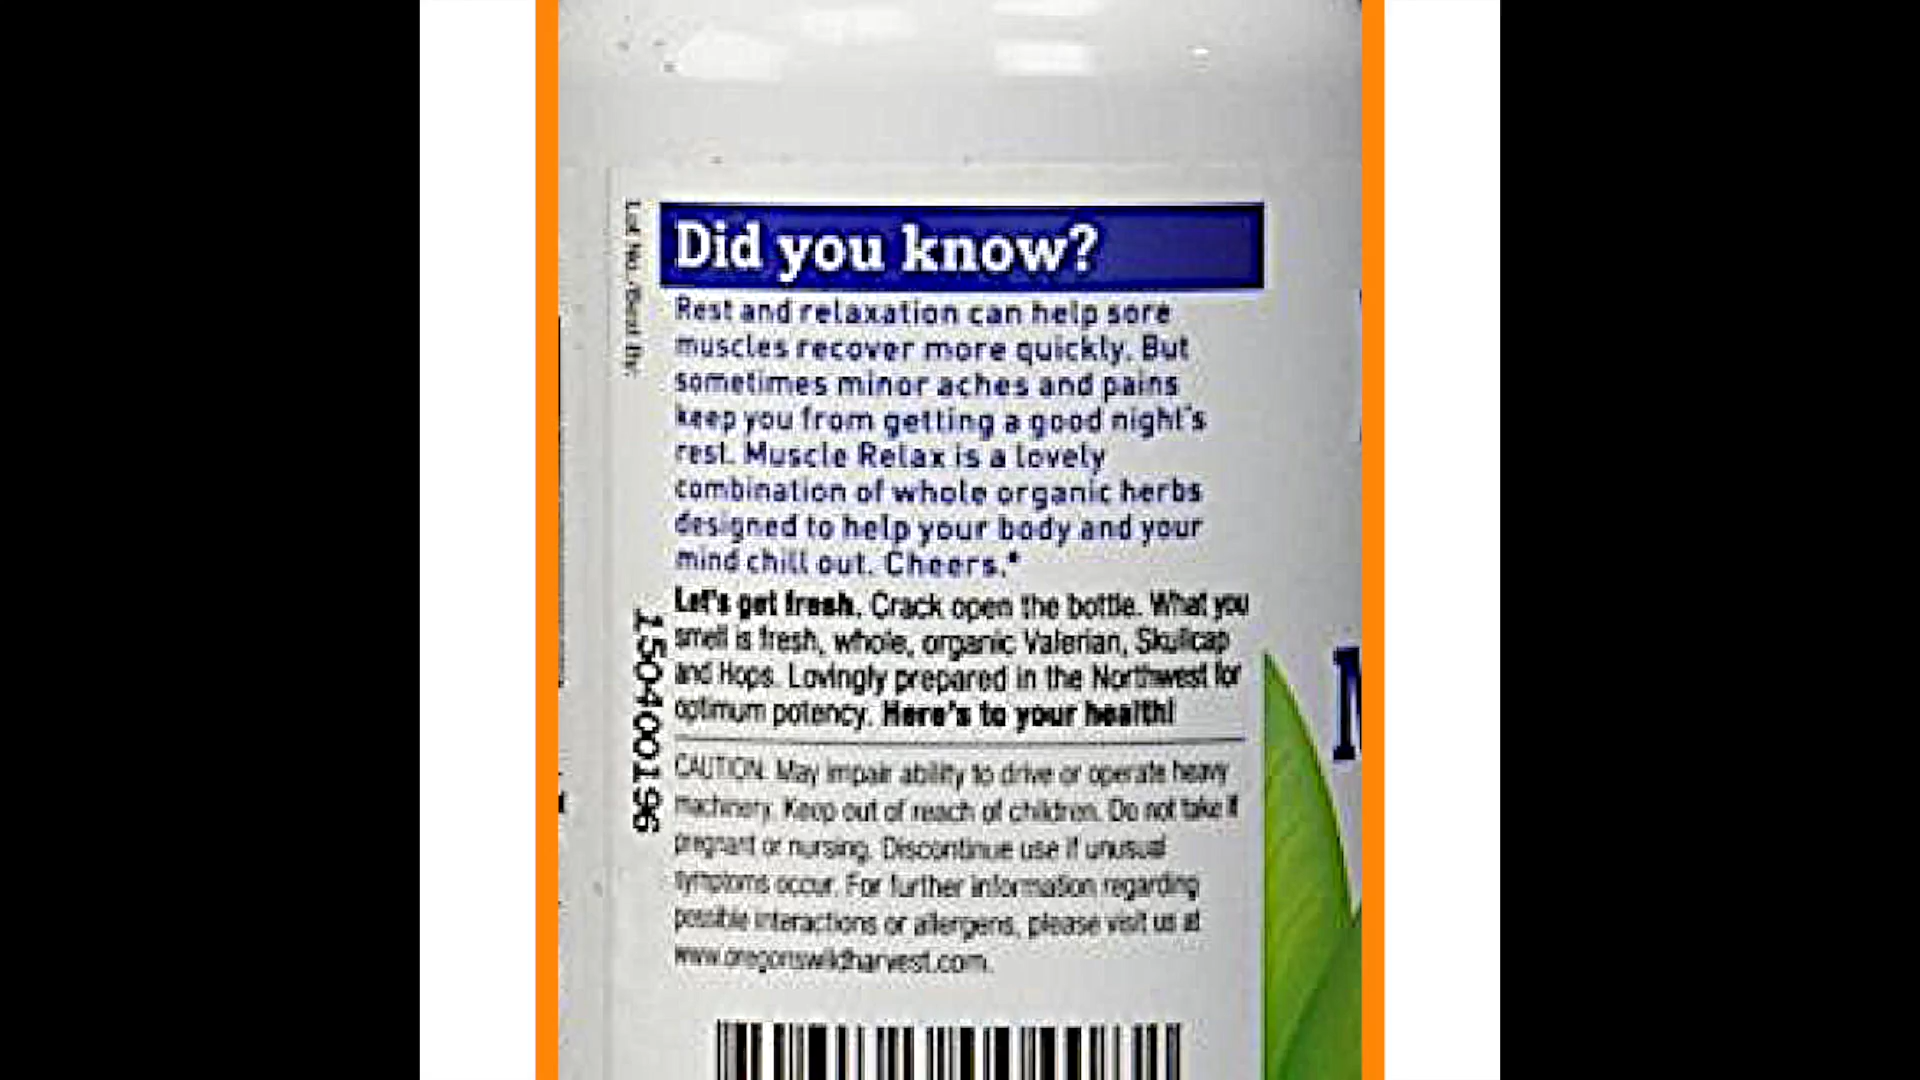 Lot No./Best By:
15040019S
Did you know?
Rest and relaxation can help sore
muscles recover more quickly. But
sometimes minor aches and pains
keep you from getting a good night's
rest. Muscle Relax is a lovely
combination of whole organic herbs
designed to help your body and your
mind chill out. Cheers.*
Let's get fresh. Crack open the bottle. What you
smell is fresh, whole, organic Valerian, Skullcap
and Hops. Lovingly prepared in the Northwest for
optimum potency. Here's to your health!
CAUTION: May impair ability to drive or operate heavy
machinery. Keep out of reach of children. Do not take if
pregnant or nursing. Discontinue use if unusual
symptoms occur. For further information regarding
possible interactions or allergens, please visit us at
www.oregonswildharvest.com.